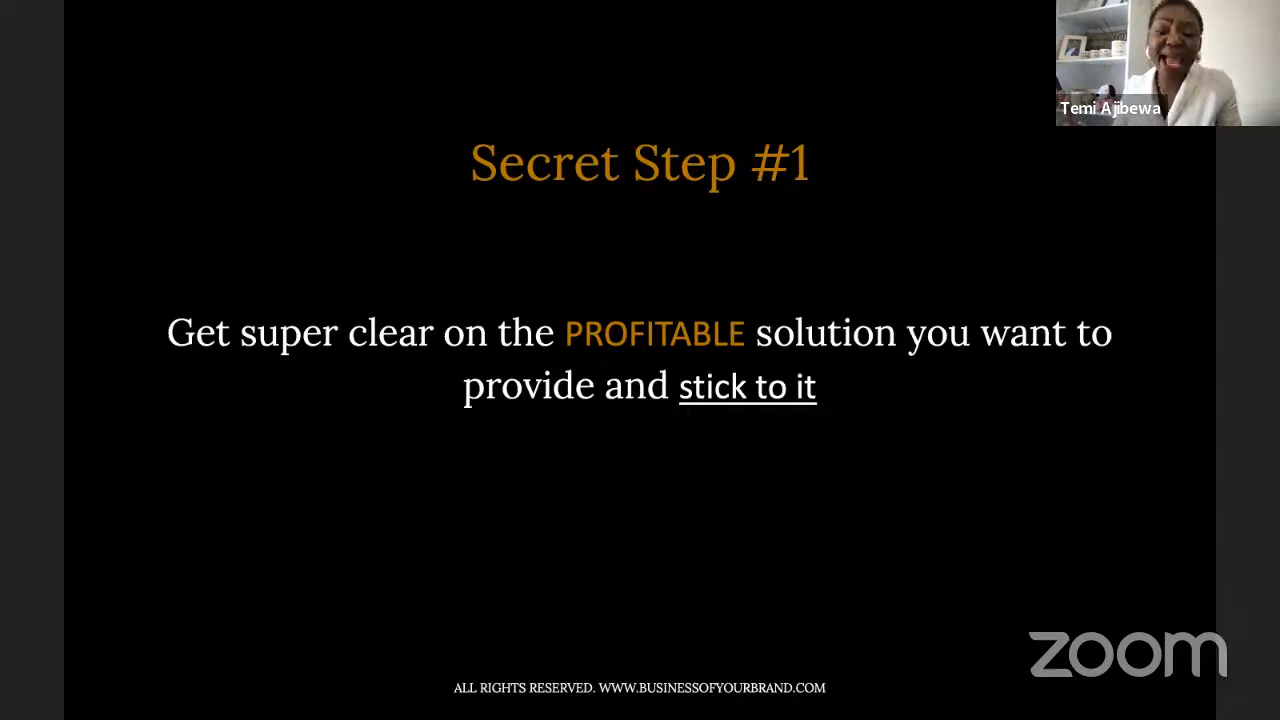 Temi Ajibewa
Secret Step #1
Get super clear on the PROFITABLE solution you want to
provide and stick to it
zoom
ALL RIGHTS RESERVED. WWW.BUSINESSOFYOURBRAND.COM